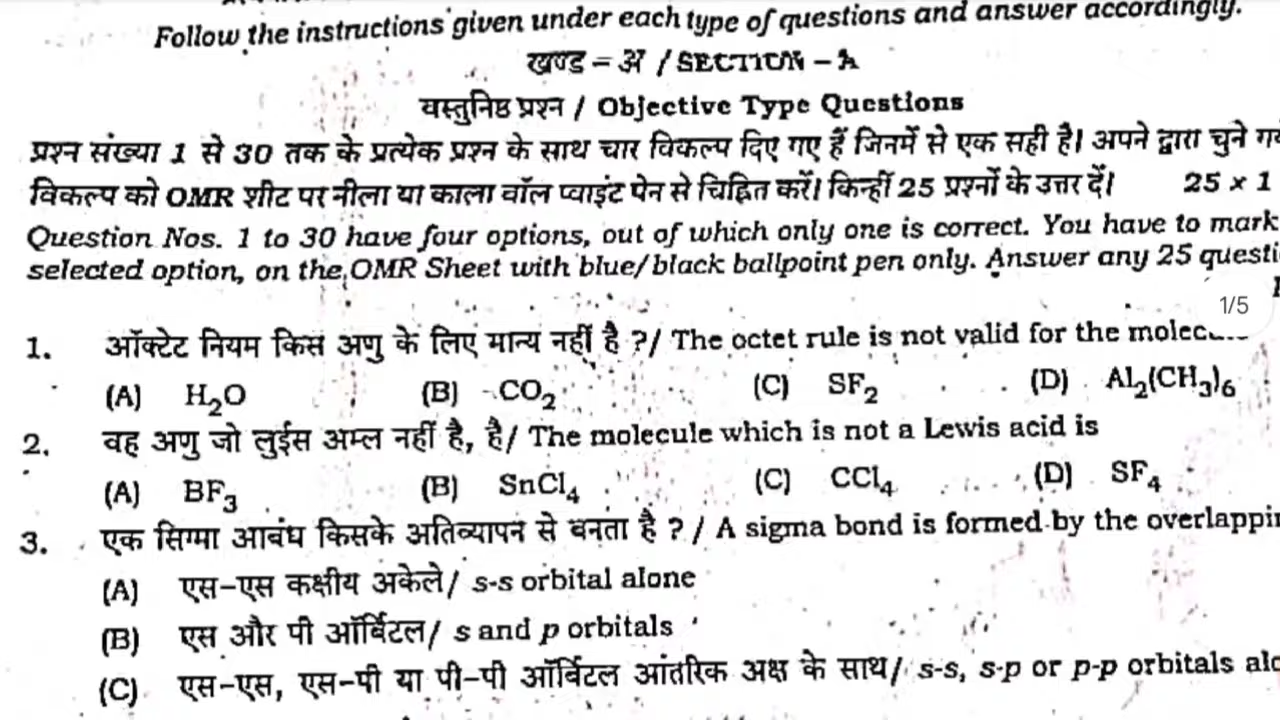 Follow the instructions given under each type of questions and answer accordingly.
खण्ड - अ / SECTION - A
वस्तुनिष्ठ प्रश्न / Objective Type Questions
प्रश्न संख्या 1 से 30 तक के प्रत्येक प्रश्न के साथ चार विकल्प दिए गए हैं जिनमें से एक सही है। अपने द्वारा चुने
विकल्प को OMR शीट पर नीला या काला बॉल प्वाइंट पेन से चिह्नित करें। किन्हीं 25 प्रश्नों के उत्तर दें। 25 × 1
Question Nos. 1 to 30 have four options, out of which only one is correct. You have to mark
selected option, on the OMR Sheet with blue/black ballpoint pen only. Answer any 25
1/5
1. ऑक्टेट नियम किस अणु के लिए मान्य नहीं है ?/ The octet rule is not valid for the
(A) H₂O (B) CO₂ (C) SF₂ (D) Al₂(CH₃)₆
2. वह अणु जो लुईस अम्ल नहीं है, है/ The molecule which is not a Lewis acid is
(A) BF₃ (B) SnCl₄ (C) CCl₄ (D) SF₄
3. एक सिग्मा आबंध किसके अतिव्यापन से बनता है ? / A sigma bond is formed by the
(A) एस-एस कक्षीय अकेले/ s-s orbital alone
(B) एस और पी ऑर्बिटल/ s and p orbitals
(C) एस-एस, एस-पी या पी-पी ऑर्बिटल आंतरिक अक्ष के साथ/ s-s, s-p or p-p orbitals